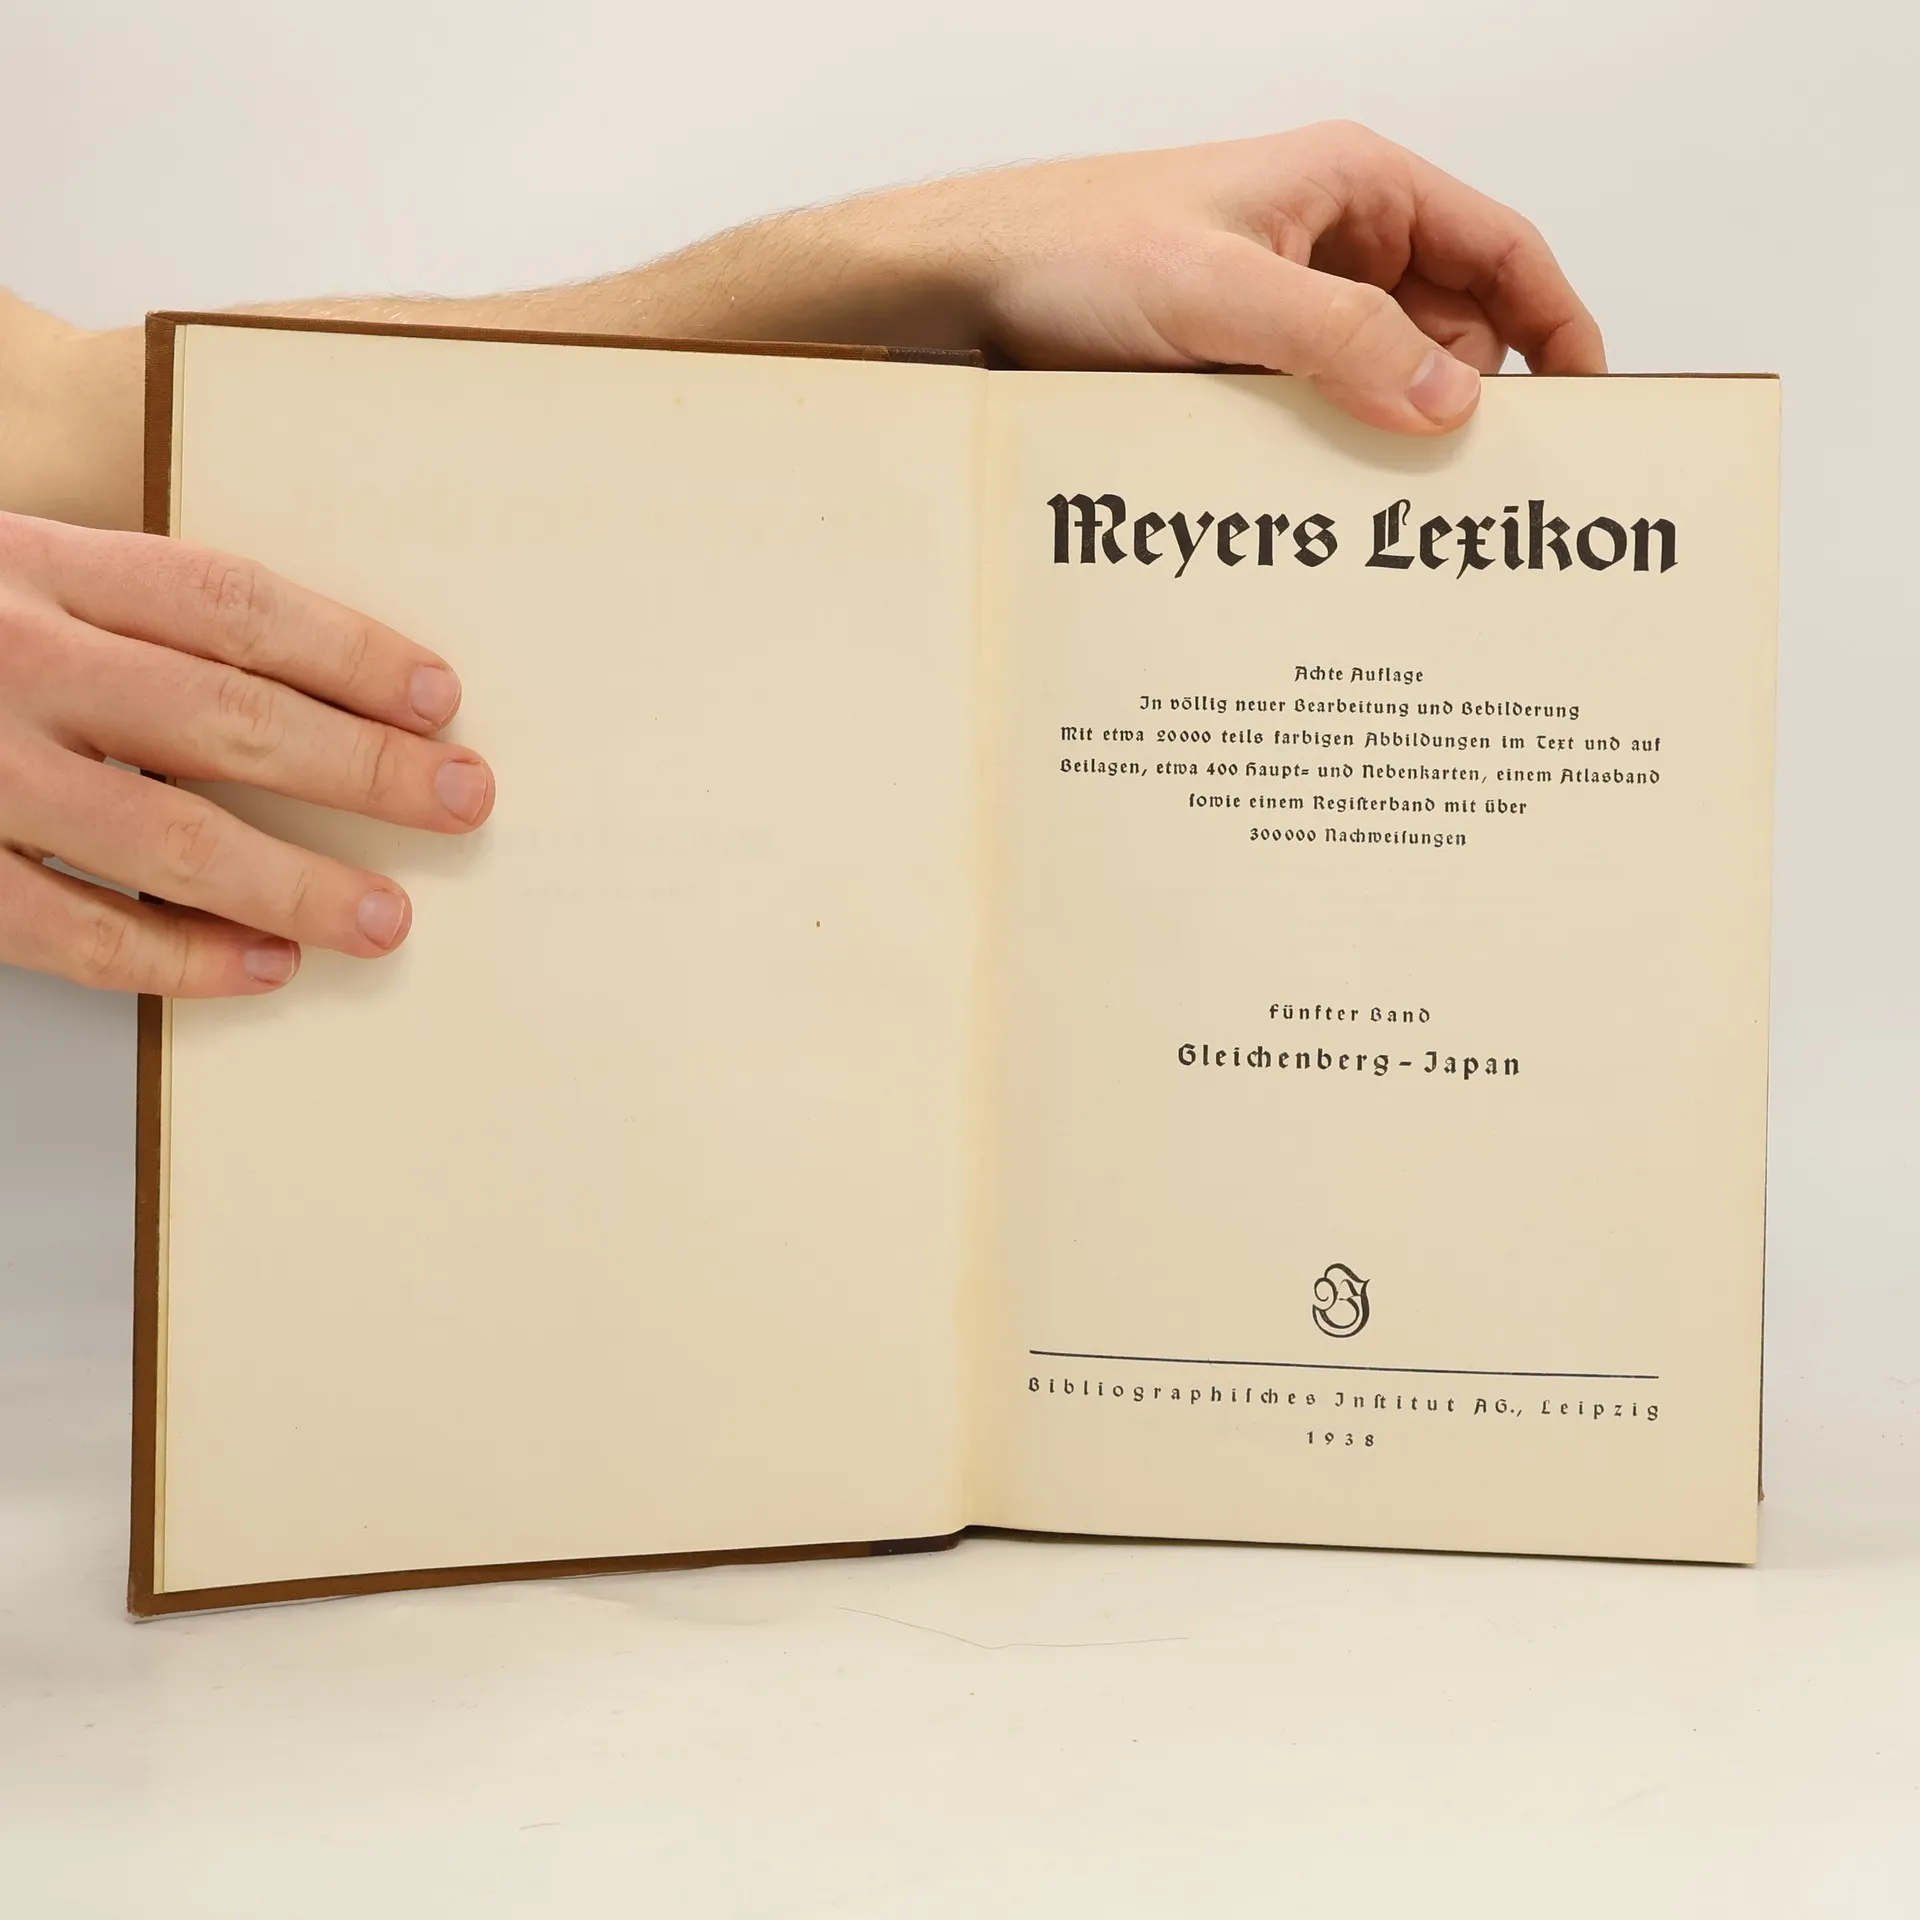 Meyers Lexikon
Achte Auflage
In völlig neuer Bearbeitung und Bebilderung
Mit etwa 20000 teils farbigen Abbildungen im Text und auf
Beilagen, etwa 400 Haupt= und Nebenkarten, einem Atlasband
ſowie einem Regiſterband mit über
300000 Nachweiſungen
Fünfter Band
Gleichenberg - Japan
Bibliographiſches Inſtitut AG., Leipzig
1938